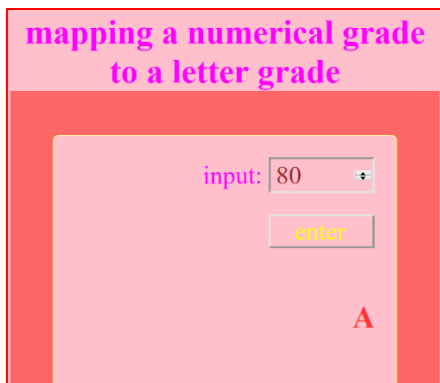 mapping a numerical grade
to a letter grade
input: 80
enter
A